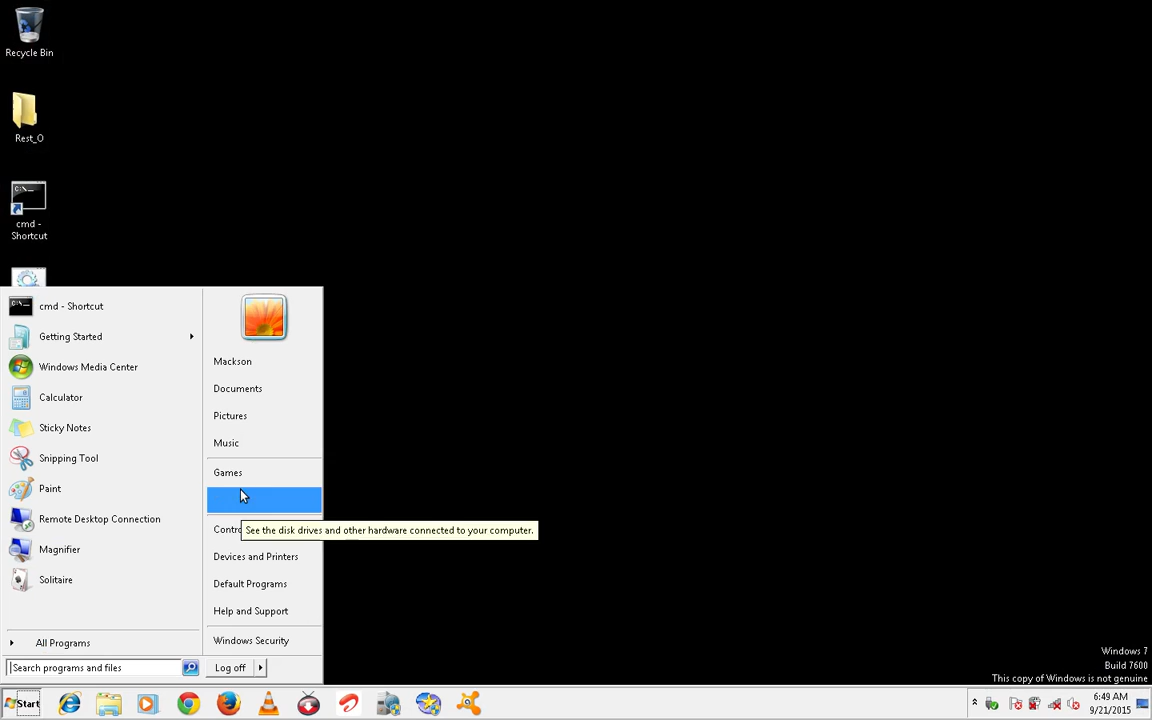 Recycle Bin
Rest_O
C:\_
cmd -
Shortcut
cmd - Shortcut
Getting Started
Windows Media Center
Calculator
Sticky Notes
Snipping Tool
Paint
Remote Desktop Connection
Magnifier
Solitaire
All Programs
Search programs and files
Mackson
Documents
Pictures
Music
Games
Contro
See the disk drives and other hardware connected to your computer.
Devices and Printers
Default Programs
Help and Support
Windows Security
Log off
Windows 7
Build 7600
This copy of Windows is not genuine
Start
6:49 AM
9/21/2015